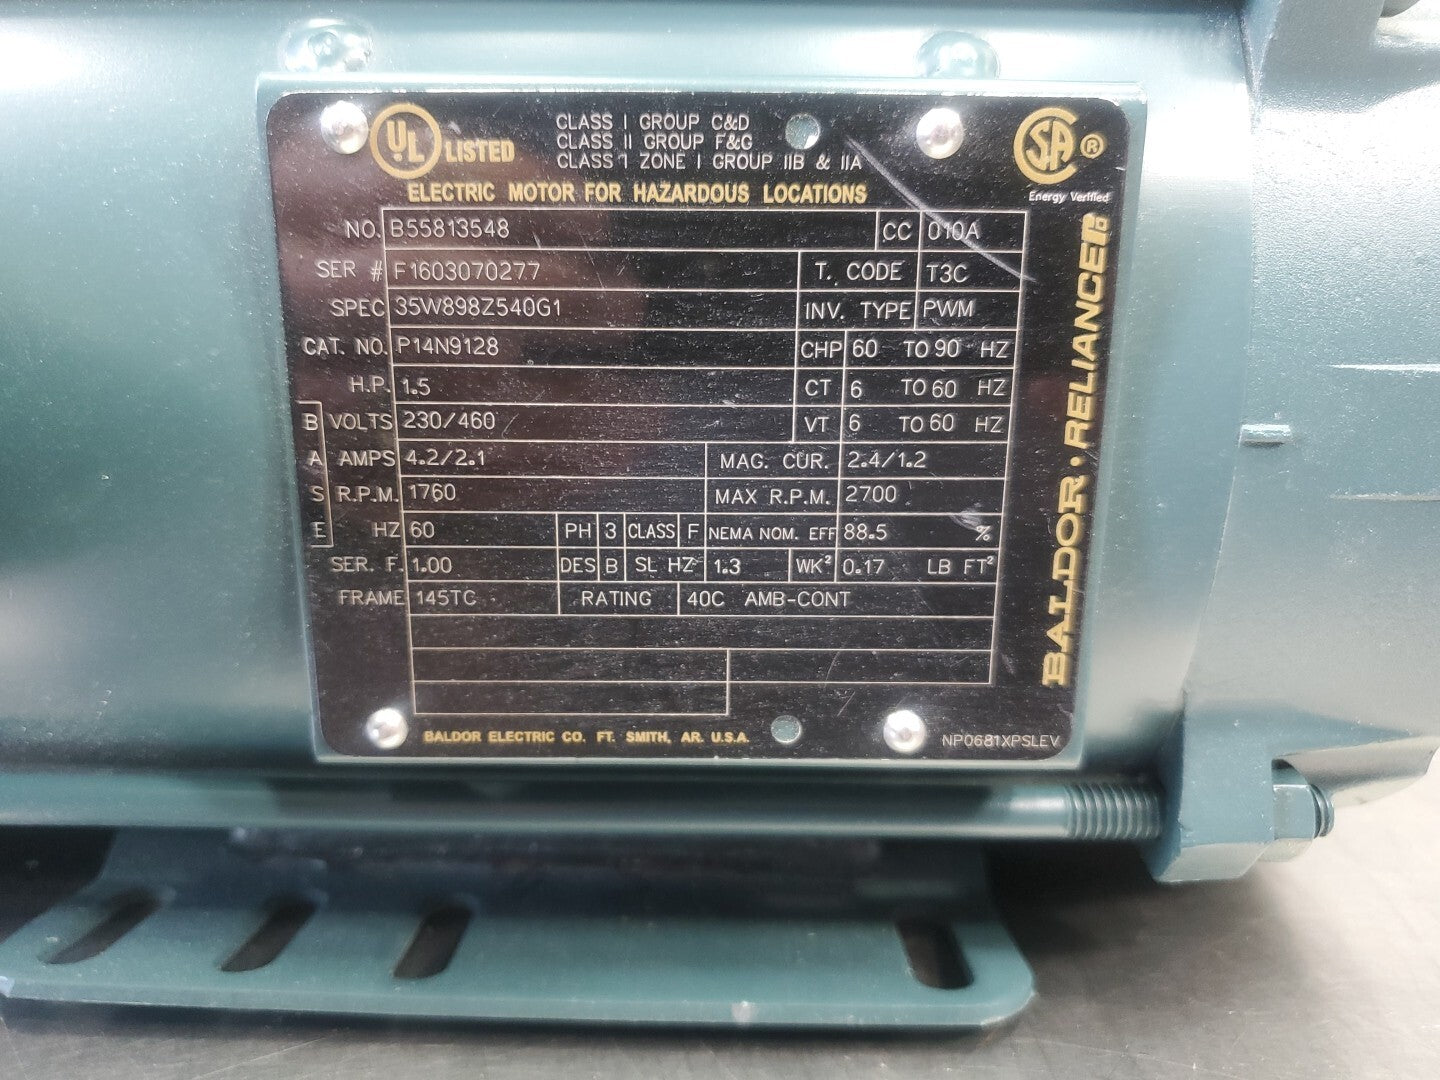 UL LISTED
CLASS I GROUP C&D
CLASS II GROUP F&G
CLASS I ZONE I GROUP IIB & IIA
SA ®
Energy Verified
ELECTRIC MOTOR FOR HAZARDOUS LOCATIONS
NO. B55813548 CC 010A
SER # F1603070277 T. CODE T3C
SPEC 35W898Z540G1 INV. TYPE PWM
CAT. NO. P14N9128 CHP 60 TO 90 HZ
H.P. 1.5 CT 6 TO 60 HZ
B VOLTS 230/460 VT 6 TO 60 HZ
A AMPS 4.2/2.1 MAG. CUR. 2.4/1.2
S R.P.M. 1760 MAX R.P.M. 2700
E HZ 60 PH 3 CLASS F NEMA NOM. EFF 88.5 %
SER. F. 1.00 DES B SL HZ 1.3 WK² 0.17 LB FT²
FRAME 145TC RATING 40C AMB-CONT
BALDOR · RELIANCE
BALDOR ELECTRIC CO. FT. SMITH, AR. U.S.A.
NP0681XPSLEV